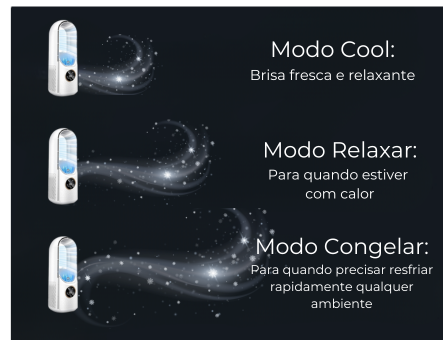 Modo Cool:
Brisa fresca e relaxante
Modo Relaxar:
Para quando estiver
com calor
Modo Congelar:
Para quando precisar resfriar
rapidamente qualquer
ambiente